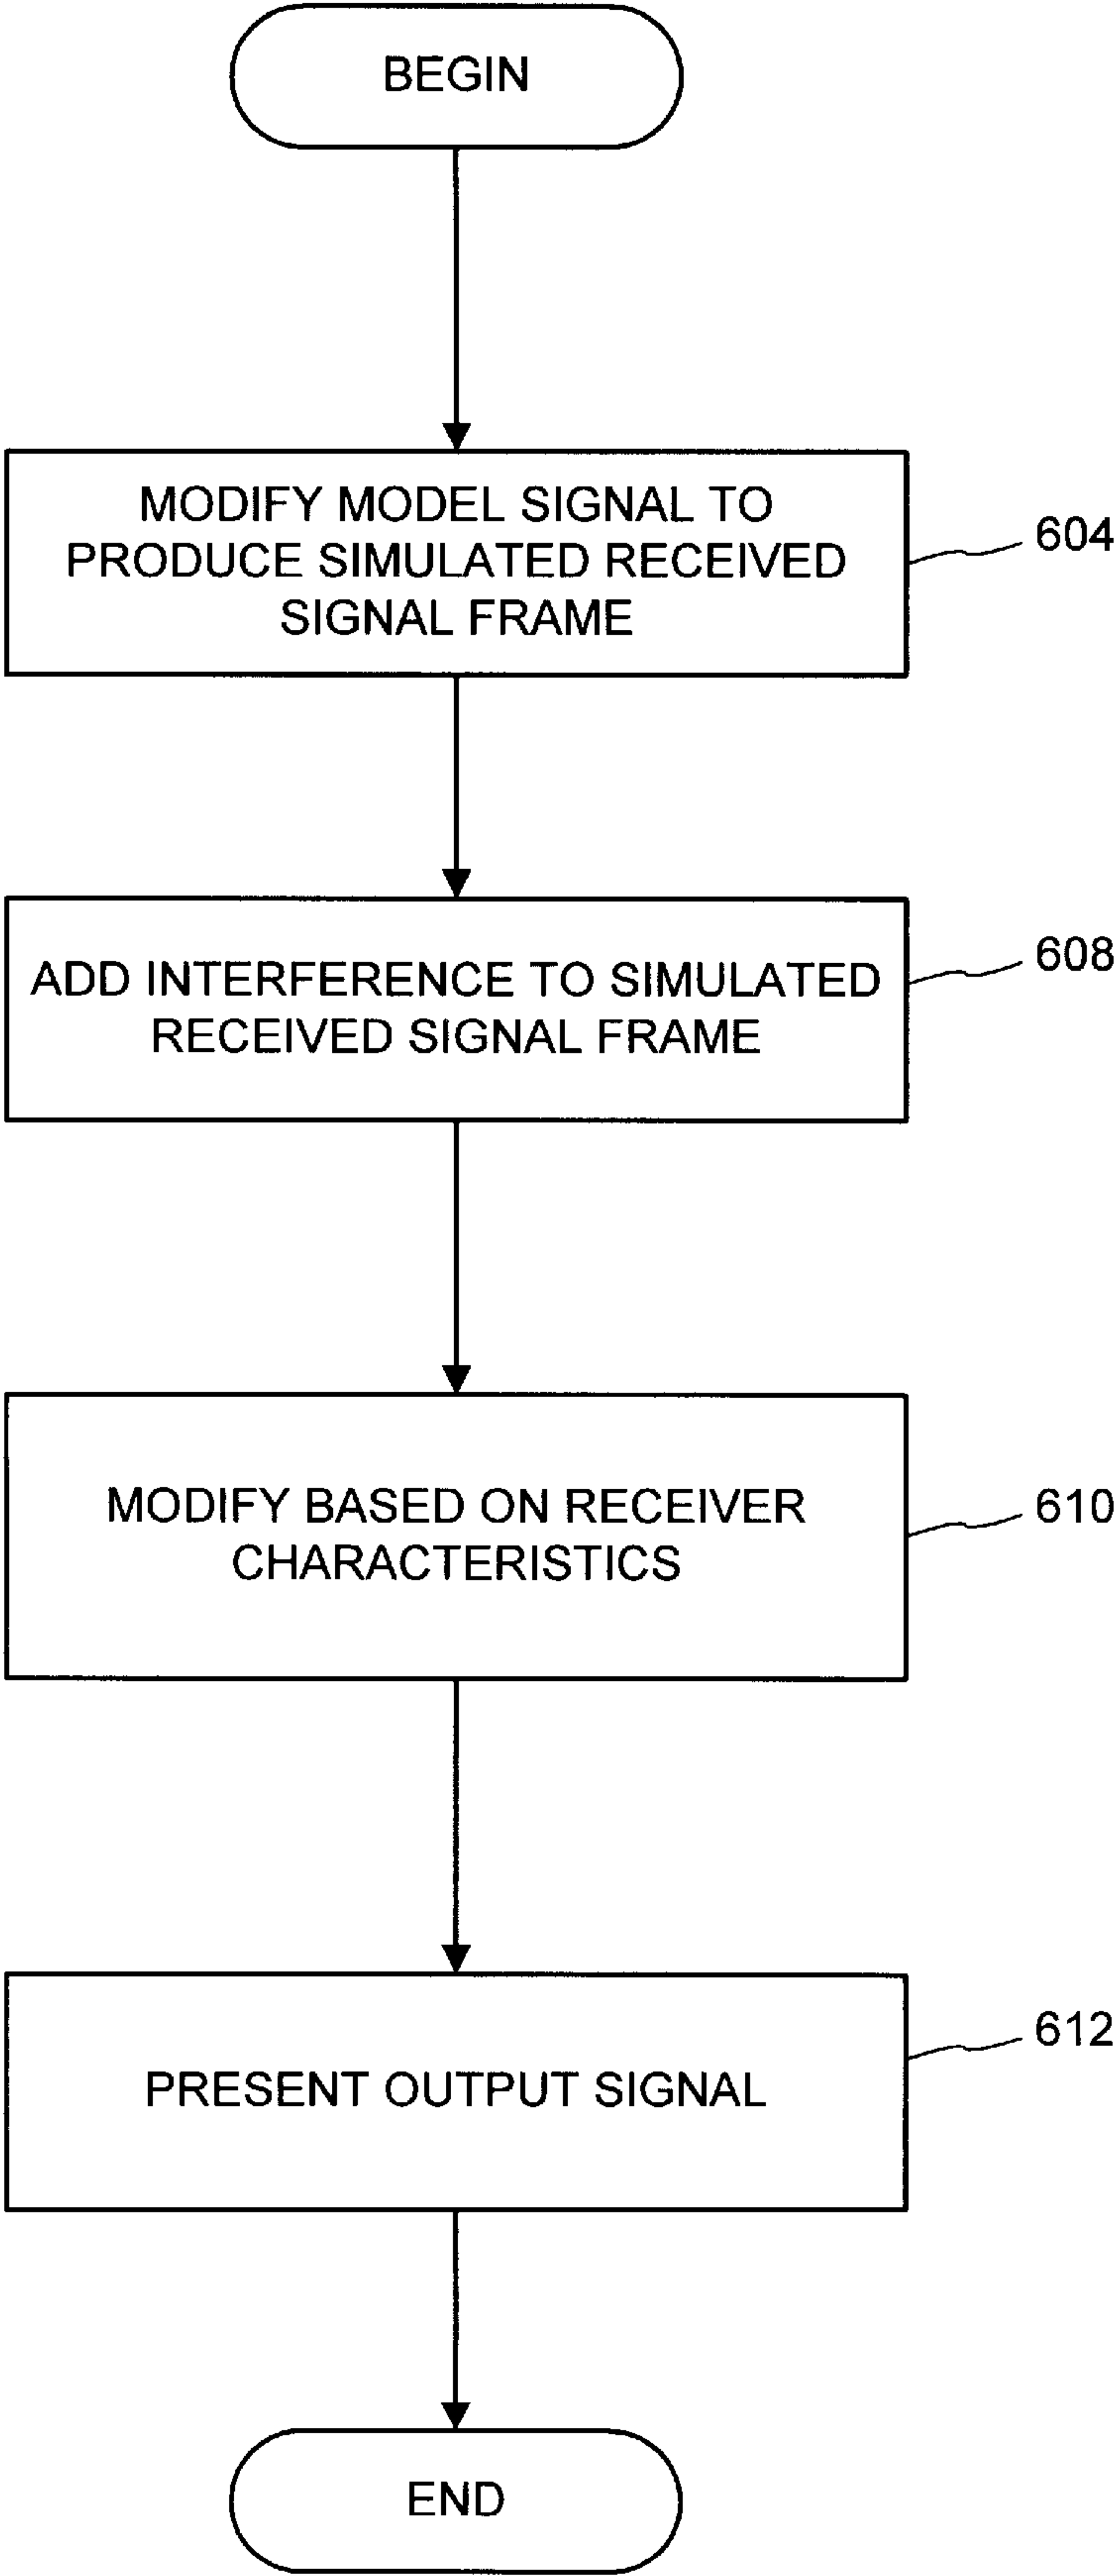 BEGIN
MODIFY MODEL SIGNAL TO
PRODUCE SIMULATED RECEIVED
SIGNAL FRAME
604
ADD INTERFERENCE TO SIMULATED
RECEIVED SIGNAL FRAME
608
MODIFY BASED ON RECEIVER
CHARACTERISTICS
610
PRESENT OUTPUT SIGNAL
612
END